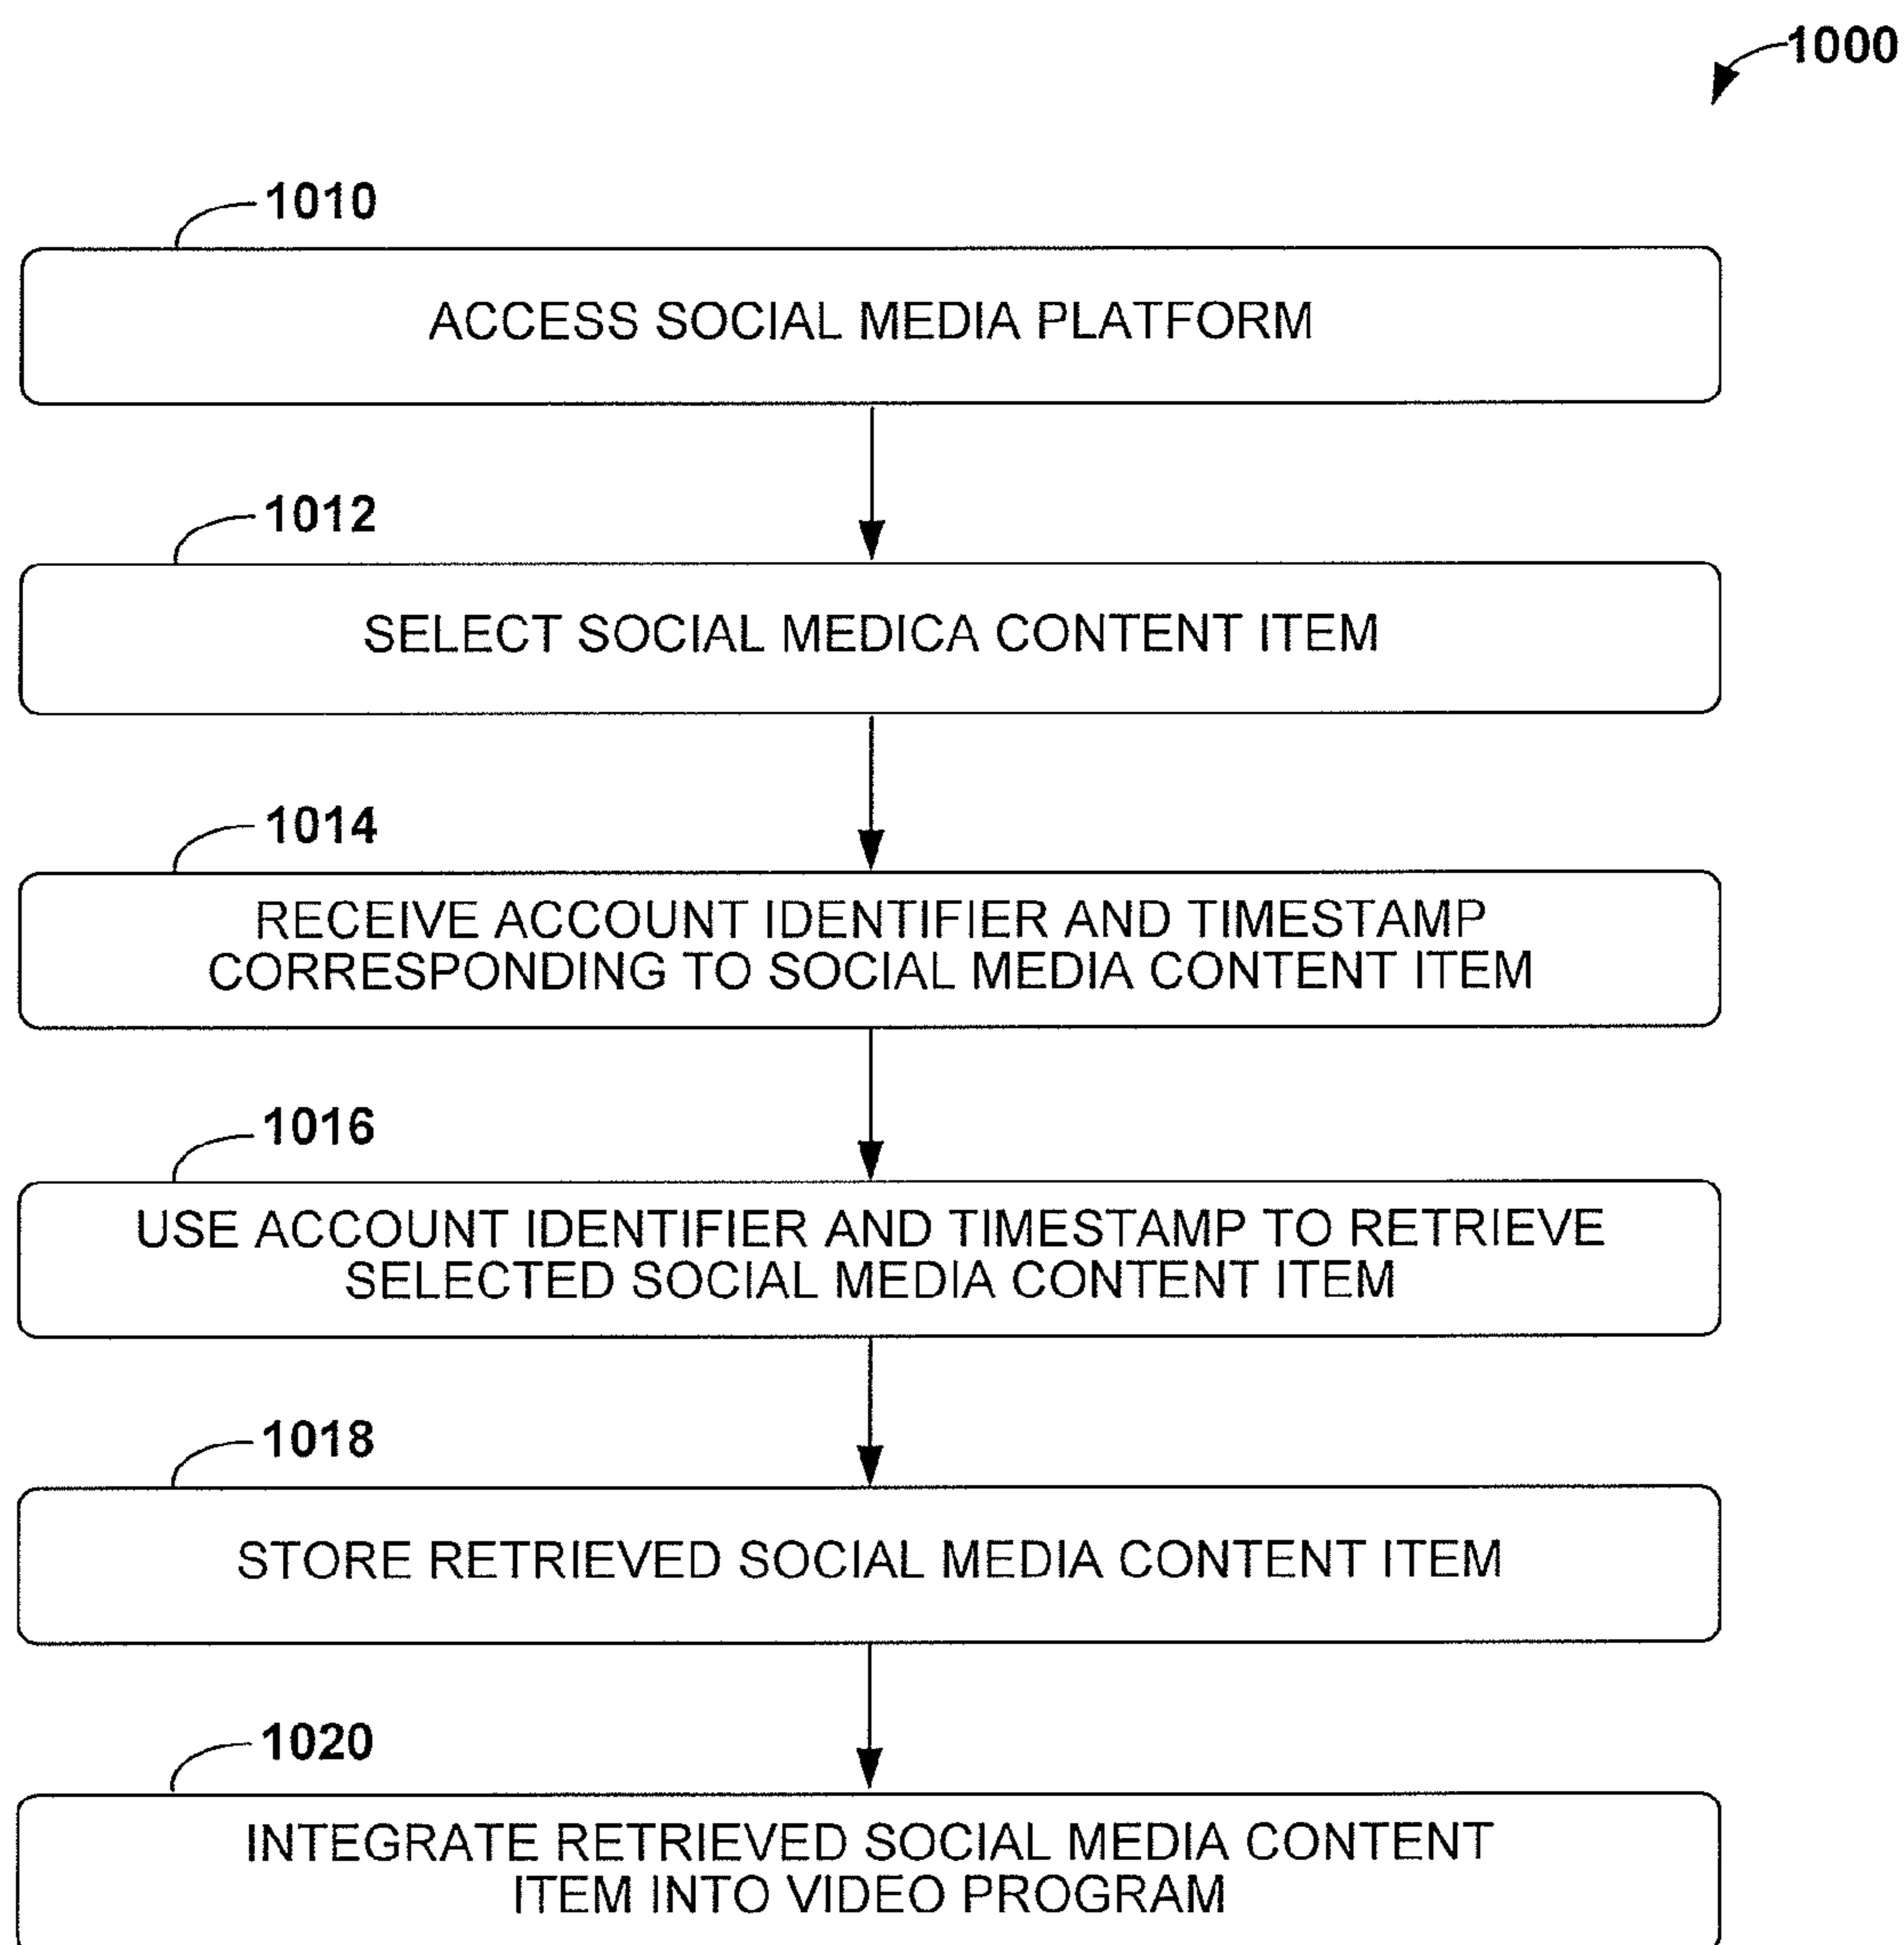 1000
1010
ACCESS SOCIAL MEDIA PLATFORM
1012
SELECT SOCIAL MEDICA CONTENT ITEM
1014
RECEIVE ACCOUNT IDENTIFIER AND TIMESTAMP
CORRESPONDING TO SOCIAL MEDIA CONTENT ITEM
1016
USE ACCOUNT IDENTIFIER AND TIMESTAMP TO RETRIEVE
SELECTED SOCIAL MEDIA CONTENT ITEM
1018
STORE RETRIEVED SOCIAL MEDIA CONTENT ITEM
1020
INTEGRATE RETRIEVED SOCIAL MEDIA CONTENT
ITEM INTO VIDEO PROGRAM